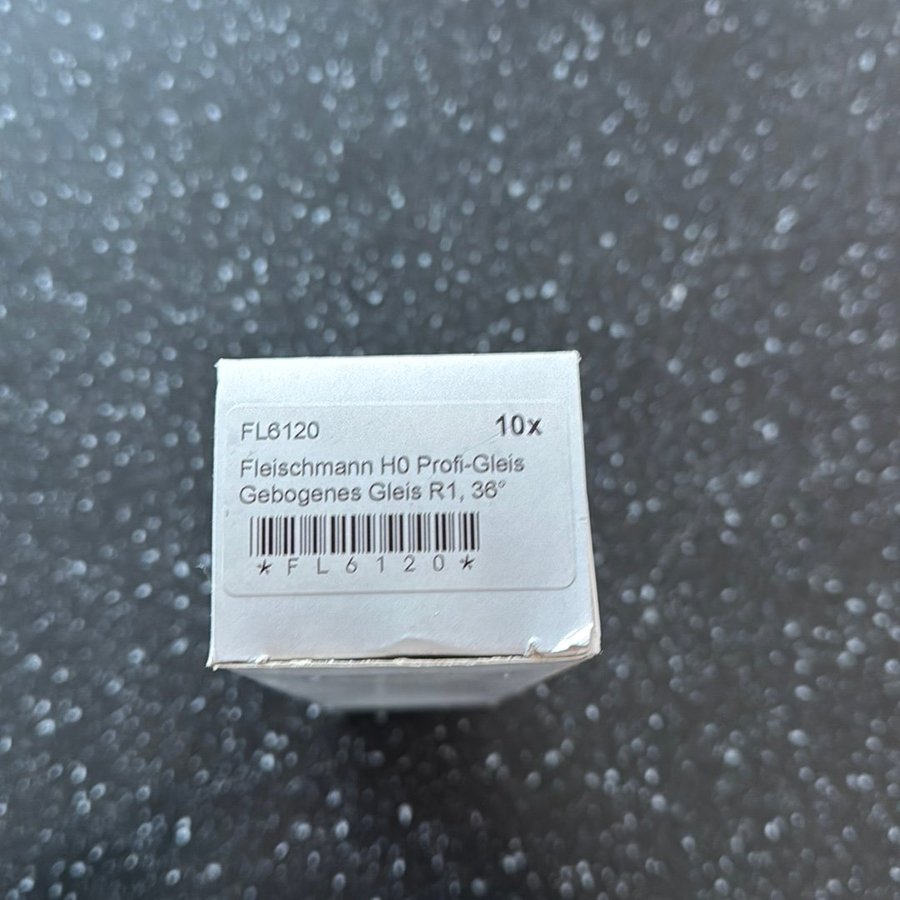 FL6120 10x
Fleischmann H0 Profi-Gleis
Gebogenes Gleis R1, 36°
*FL6120*